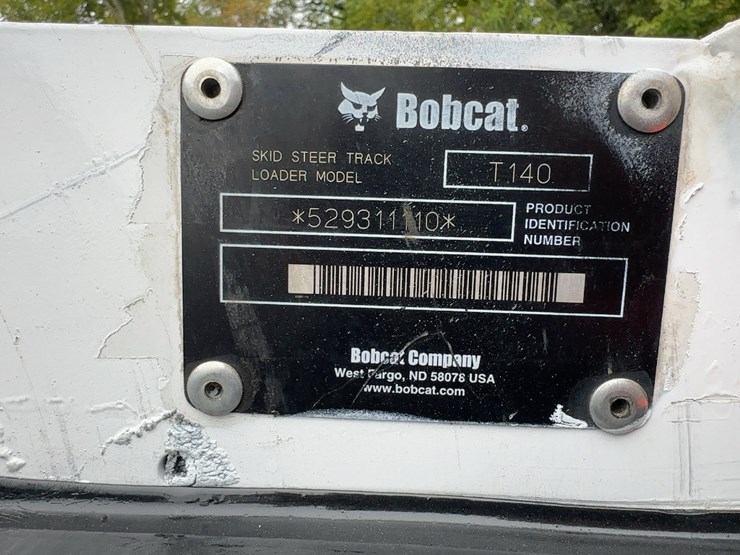 Bobcat®
SKID STEER TRACK
LOADER MODEL
T140
*529311110*
PRODUCT
IDENTIFICATION
NUMBER
Bobcat Company
West Fargo, ND 58078 USA
www.bobcat.com